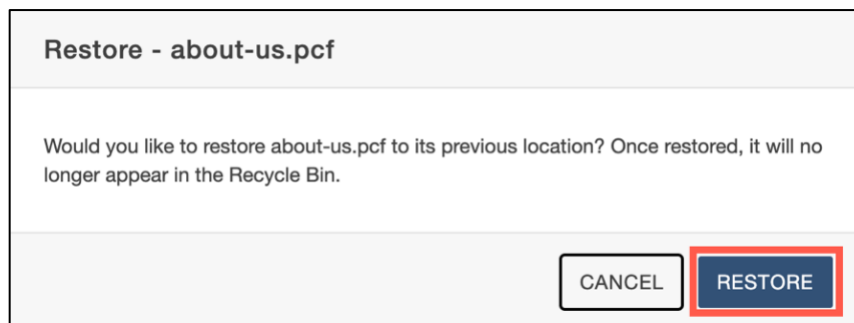 Restore - about-us.pcf
Would you like to restore about-us.pcf to its previous location? Once restored, it will no
longer appear in the Recycle Bin.
CANCEL RESTORE